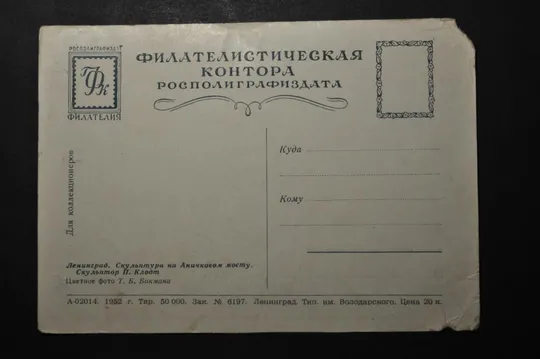 РОСПОЛИГРАФИЗДАТ
ФК
ФИЛАТЕЛИЯ
ФИЛАТЕЛИСТИЧЕСКАЯ
КОНТОРА
РОСПОЛИГРАФИЗДАТА
Для коллекционеров
Куда
Кому
Ленинград. Скульптура на Аничковом мосту.
Скульптор П. Клодт
Цветное фото Т. Б. Бакмана
А-02014. 1952 г. Тир. 50 000. Зак. № 6197. Ленинград. Тип. им. Володарского. Цена 20 к.